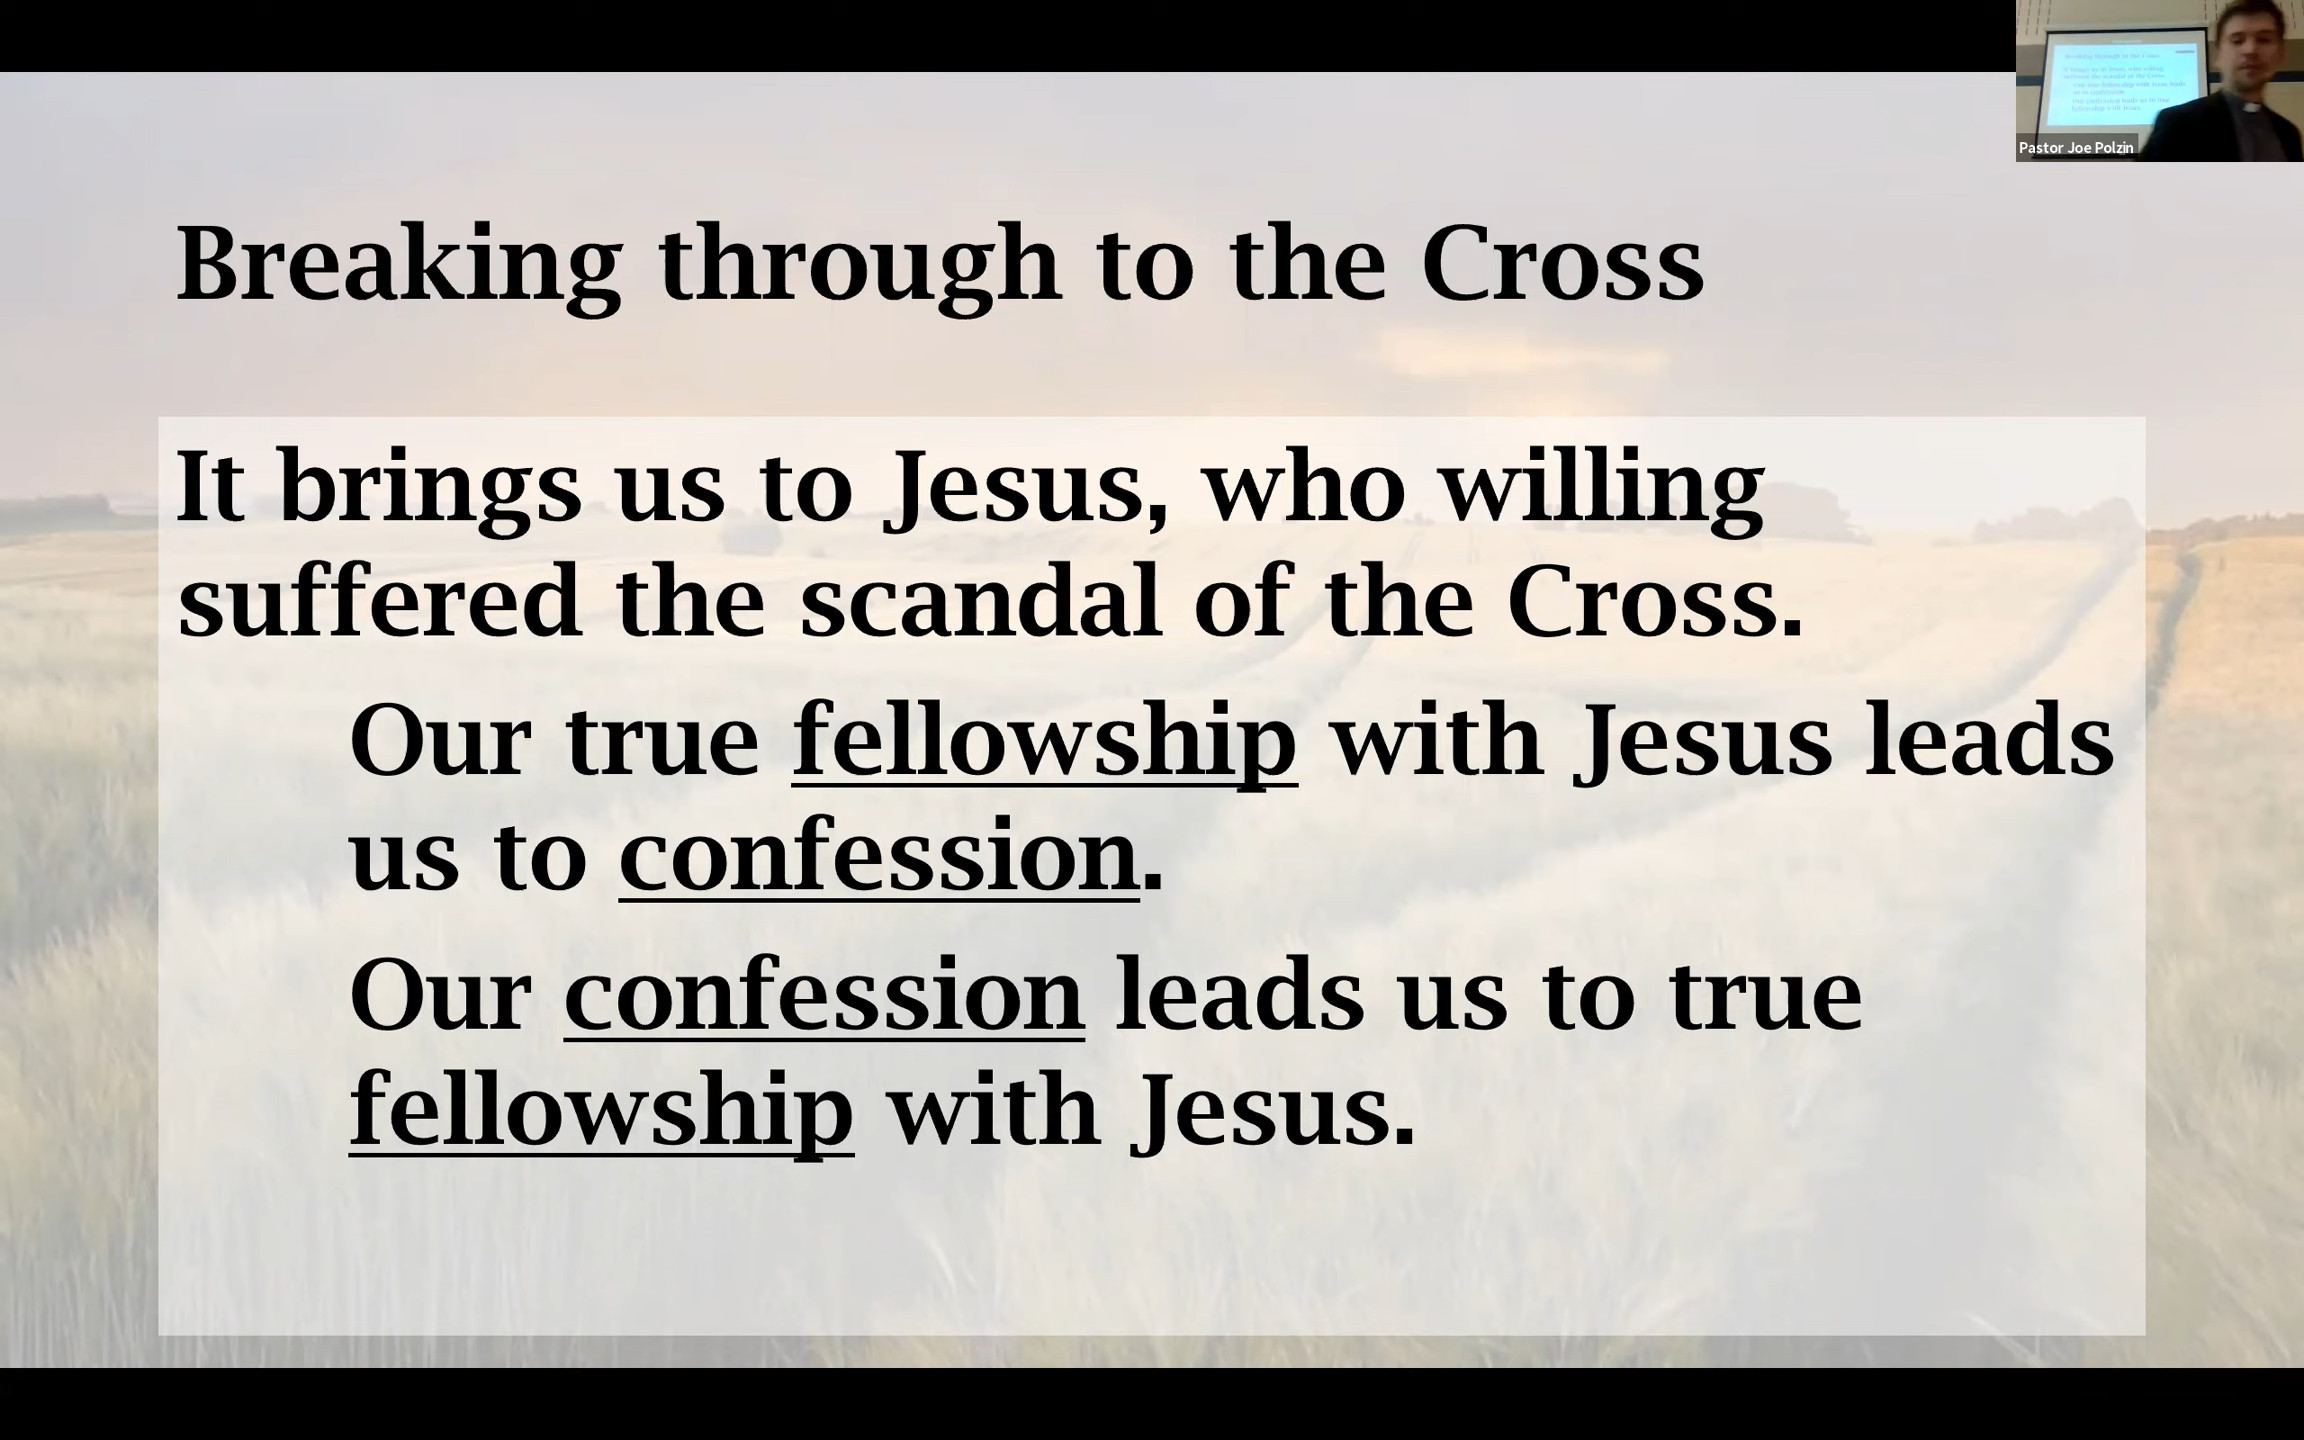 Breaking through to the Cross
It brings us to Jesus, who willing
suffered the scandal of the Cross.
Our true fellowship with Jesus leads
us to confession.
Our confession leads us to true
fellowship with Jesus.
Pastor Joe Polzin